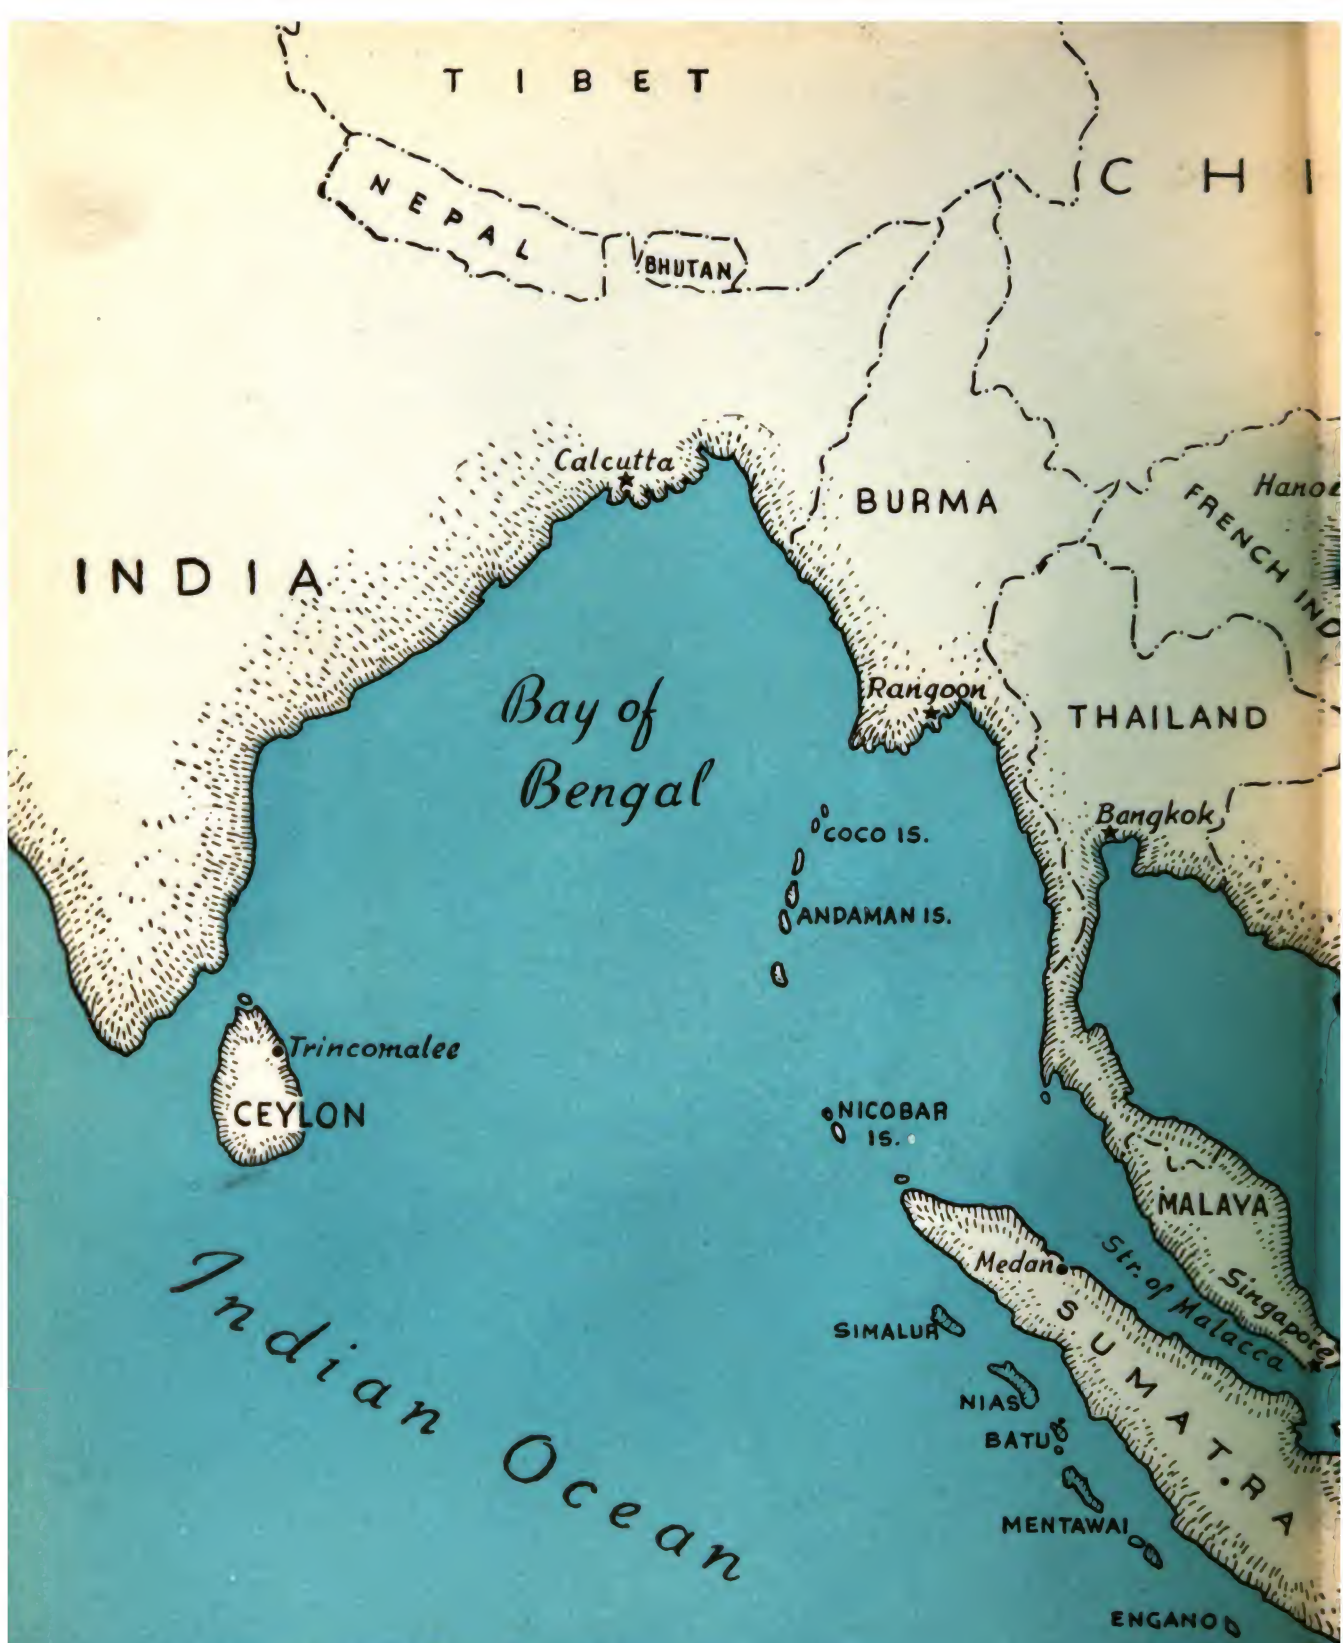 TIBET
CHI
NEPAL
BHUTAN
Calcutta
BURMA
Hanoi
FRENCH IND
INDIA
Rangoon
THAILAND
Bay of
Bengal
Bangkok
COCO IS.
ANDAMAN IS.
Trincomalee
CEYLON
NICOBAR
IS.
MALAYA
Medan
Str. of Malacca
Singapore
SUMATRA
SIMALUR
NIAS
BATU
MENTAWAI
ENGANO
Indian Ocean